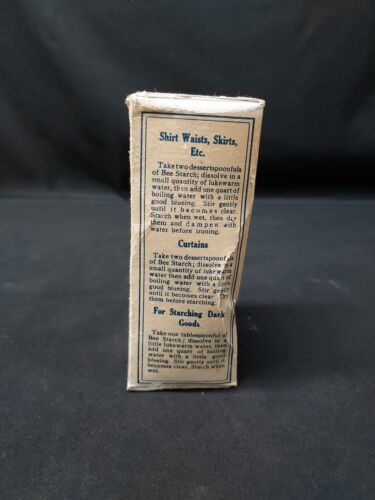 Shirt Waists, Skirts,
Etc.
Take two dessertspoonfuls
of Bee Starch; dissolve in a
small quantity of lukewarm
water, then add one quart of
boiling water with a little
good blueing. Stir gently
until it becomes clear.
Starch when wet, then dry
them and dampen with
water before ironing.
Curtains
Take two dessertspoonfuls
of Bee Starch; dissolve in a
small quantity of lukewarm
water then add one quart of
boiling water with a little
good blueing. Stir gently
until it becomes clear. Dry
them before starching.
For Starching Dark
Goods
Take one tablespoonful of
Bee Starch; dissolve in a
little lukewarm water, then
add one quart of boiling
water with a little good
blueing. Stir gently until it
becomes clear. Starch when
wet.